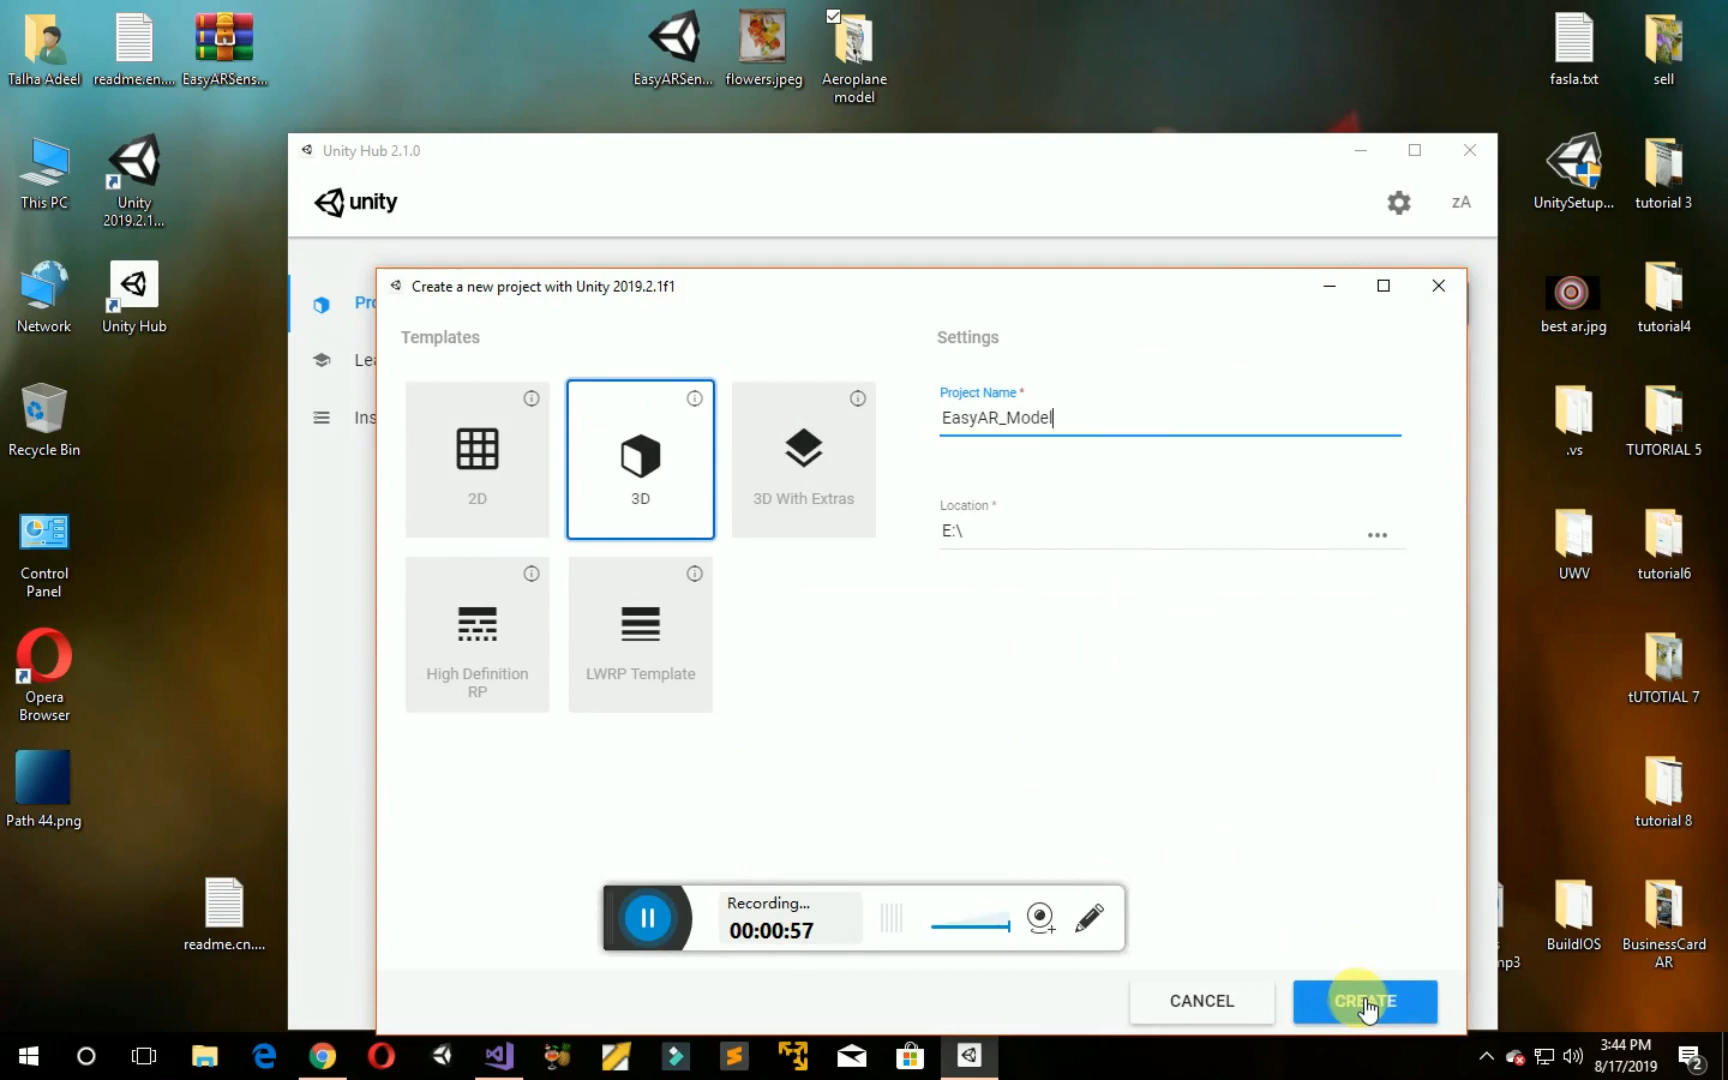 Talha Adeel
readme.en....
EasyARSens...
EasyARSen...
flowers.jpeg
Aeroplane
model
fasla.txt
sell
This PC
Unity
2019.2.1...
UnitySetup...
tutorial 3
Network
Unity Hub
best ar.jpg
tutorial4
Recycle Bin
.vs
TUTORIAL 5
Control
Panel
UWV
tutorial6
Opera
Browser
tUTOTIAL 7
Path 44.png
tutorial 8
readme.cn....
mp3
BuildIOS
BusinessCard
AR
Unity Hub 2.1.0
unity
Create a new project with Unity 2019.2.1f1
Templates
2D
3D
3D With Extras
High Definition
RP
LWRP Template
Settings
Project Name *
EasyAR_Model
Location *
E:\
Recording...
00:00:57
CANCEL
CREATE
3:44 PM
8/17/2019
2